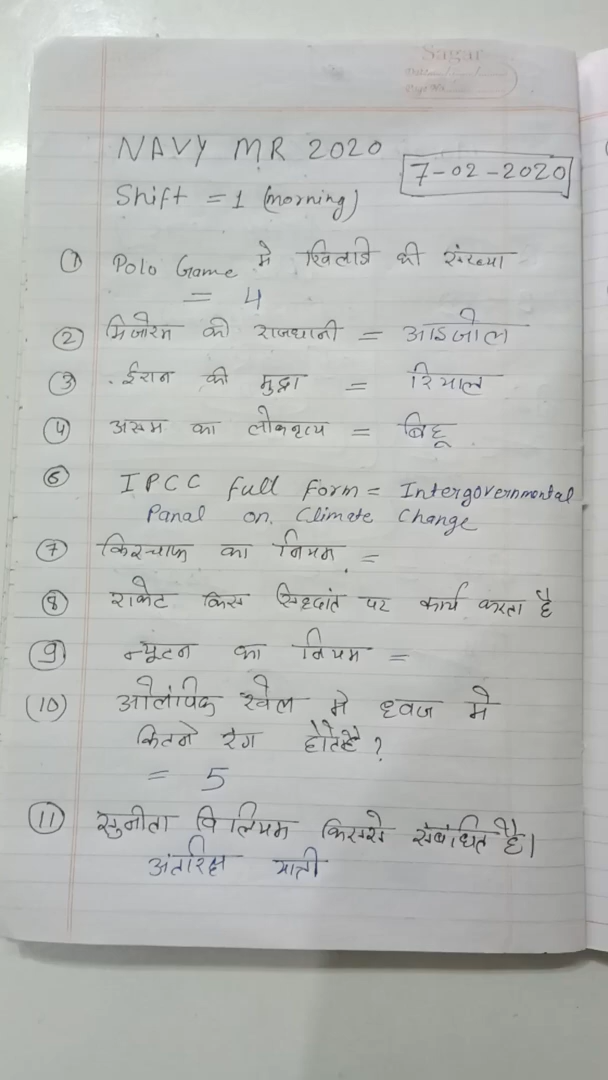 Sagar
NAVY MR 2020
7-02-2020
Shift = 1 (morning)
① Polo Game मे खिलाडी की संख्या
= 4
② मिजोरम की राजधानी = आइजोल
③ . ईरान की मुद्रा = रियाल
④ असम का लोकनृत्य = बिहू
⑥ IPCC full form = Intergovernmental
Panal on Climate Change
⑦ किरचॉफ का नियम =
⑧ राकेट किस सिद्धदांत पर कार्य करता है
⑨ न्यूटन का नियम =
(10) ओलंपिक खेल मे ध्वज मे
कितने रंग होतेहै ?
= 5
⑪ सुनीता विलियम किससे संबंधित है।
अंतरिक्ष यात्री